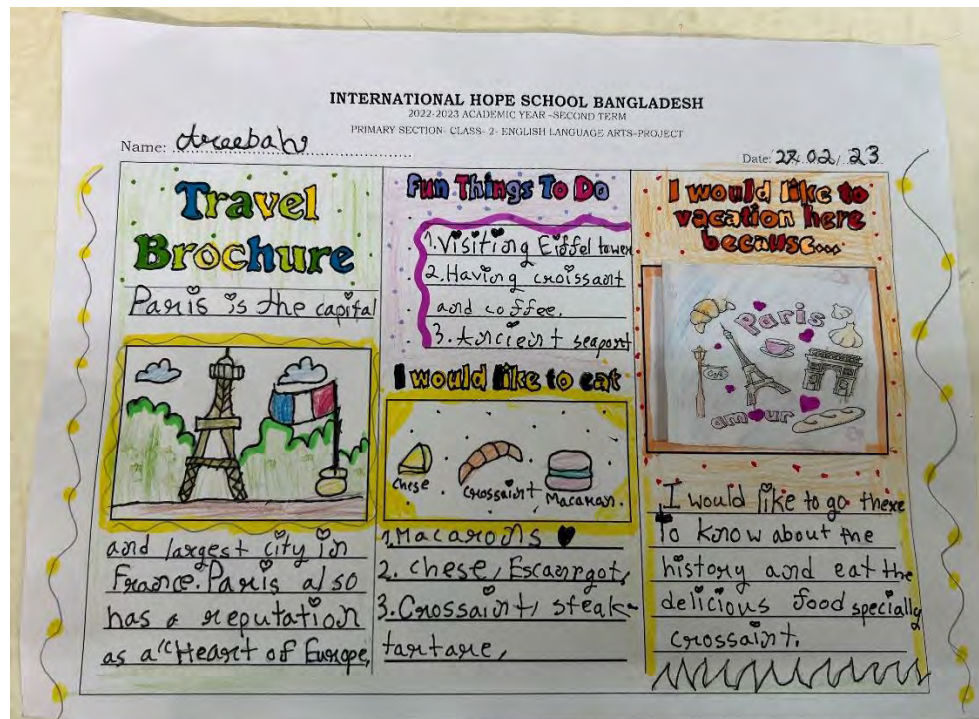 INTERNATIONAL HOPE SCHOOL BANGLADESH
2022-2023 ACADEMIC YEAR -SECOND TERM
PRIMARY SECTION- CLASS- 2- ENGLISH LANGUAGE ARTS-PROJECT
Name: Areebah
Date: 28.02/.23
Travel
Brochure
Paris is the capital
and largest city in
France. Paris also
has a reputation
as a "Heart of Europe,
Fun Things To Do
1. Visiting Eiffel tower
2. Having croissant
and coffee.
3. Ancient seaport
I would like to eat
chese
Crossaint
Macaran.
1. Macarons
2. chese, Escanrgot,
3. Crossaint, steak-
tartare,
I would like to
vacation here
because...
Paris
Café
amour
I would like to go there
To know about the
history and eat the
delicious food specially
crossaint.